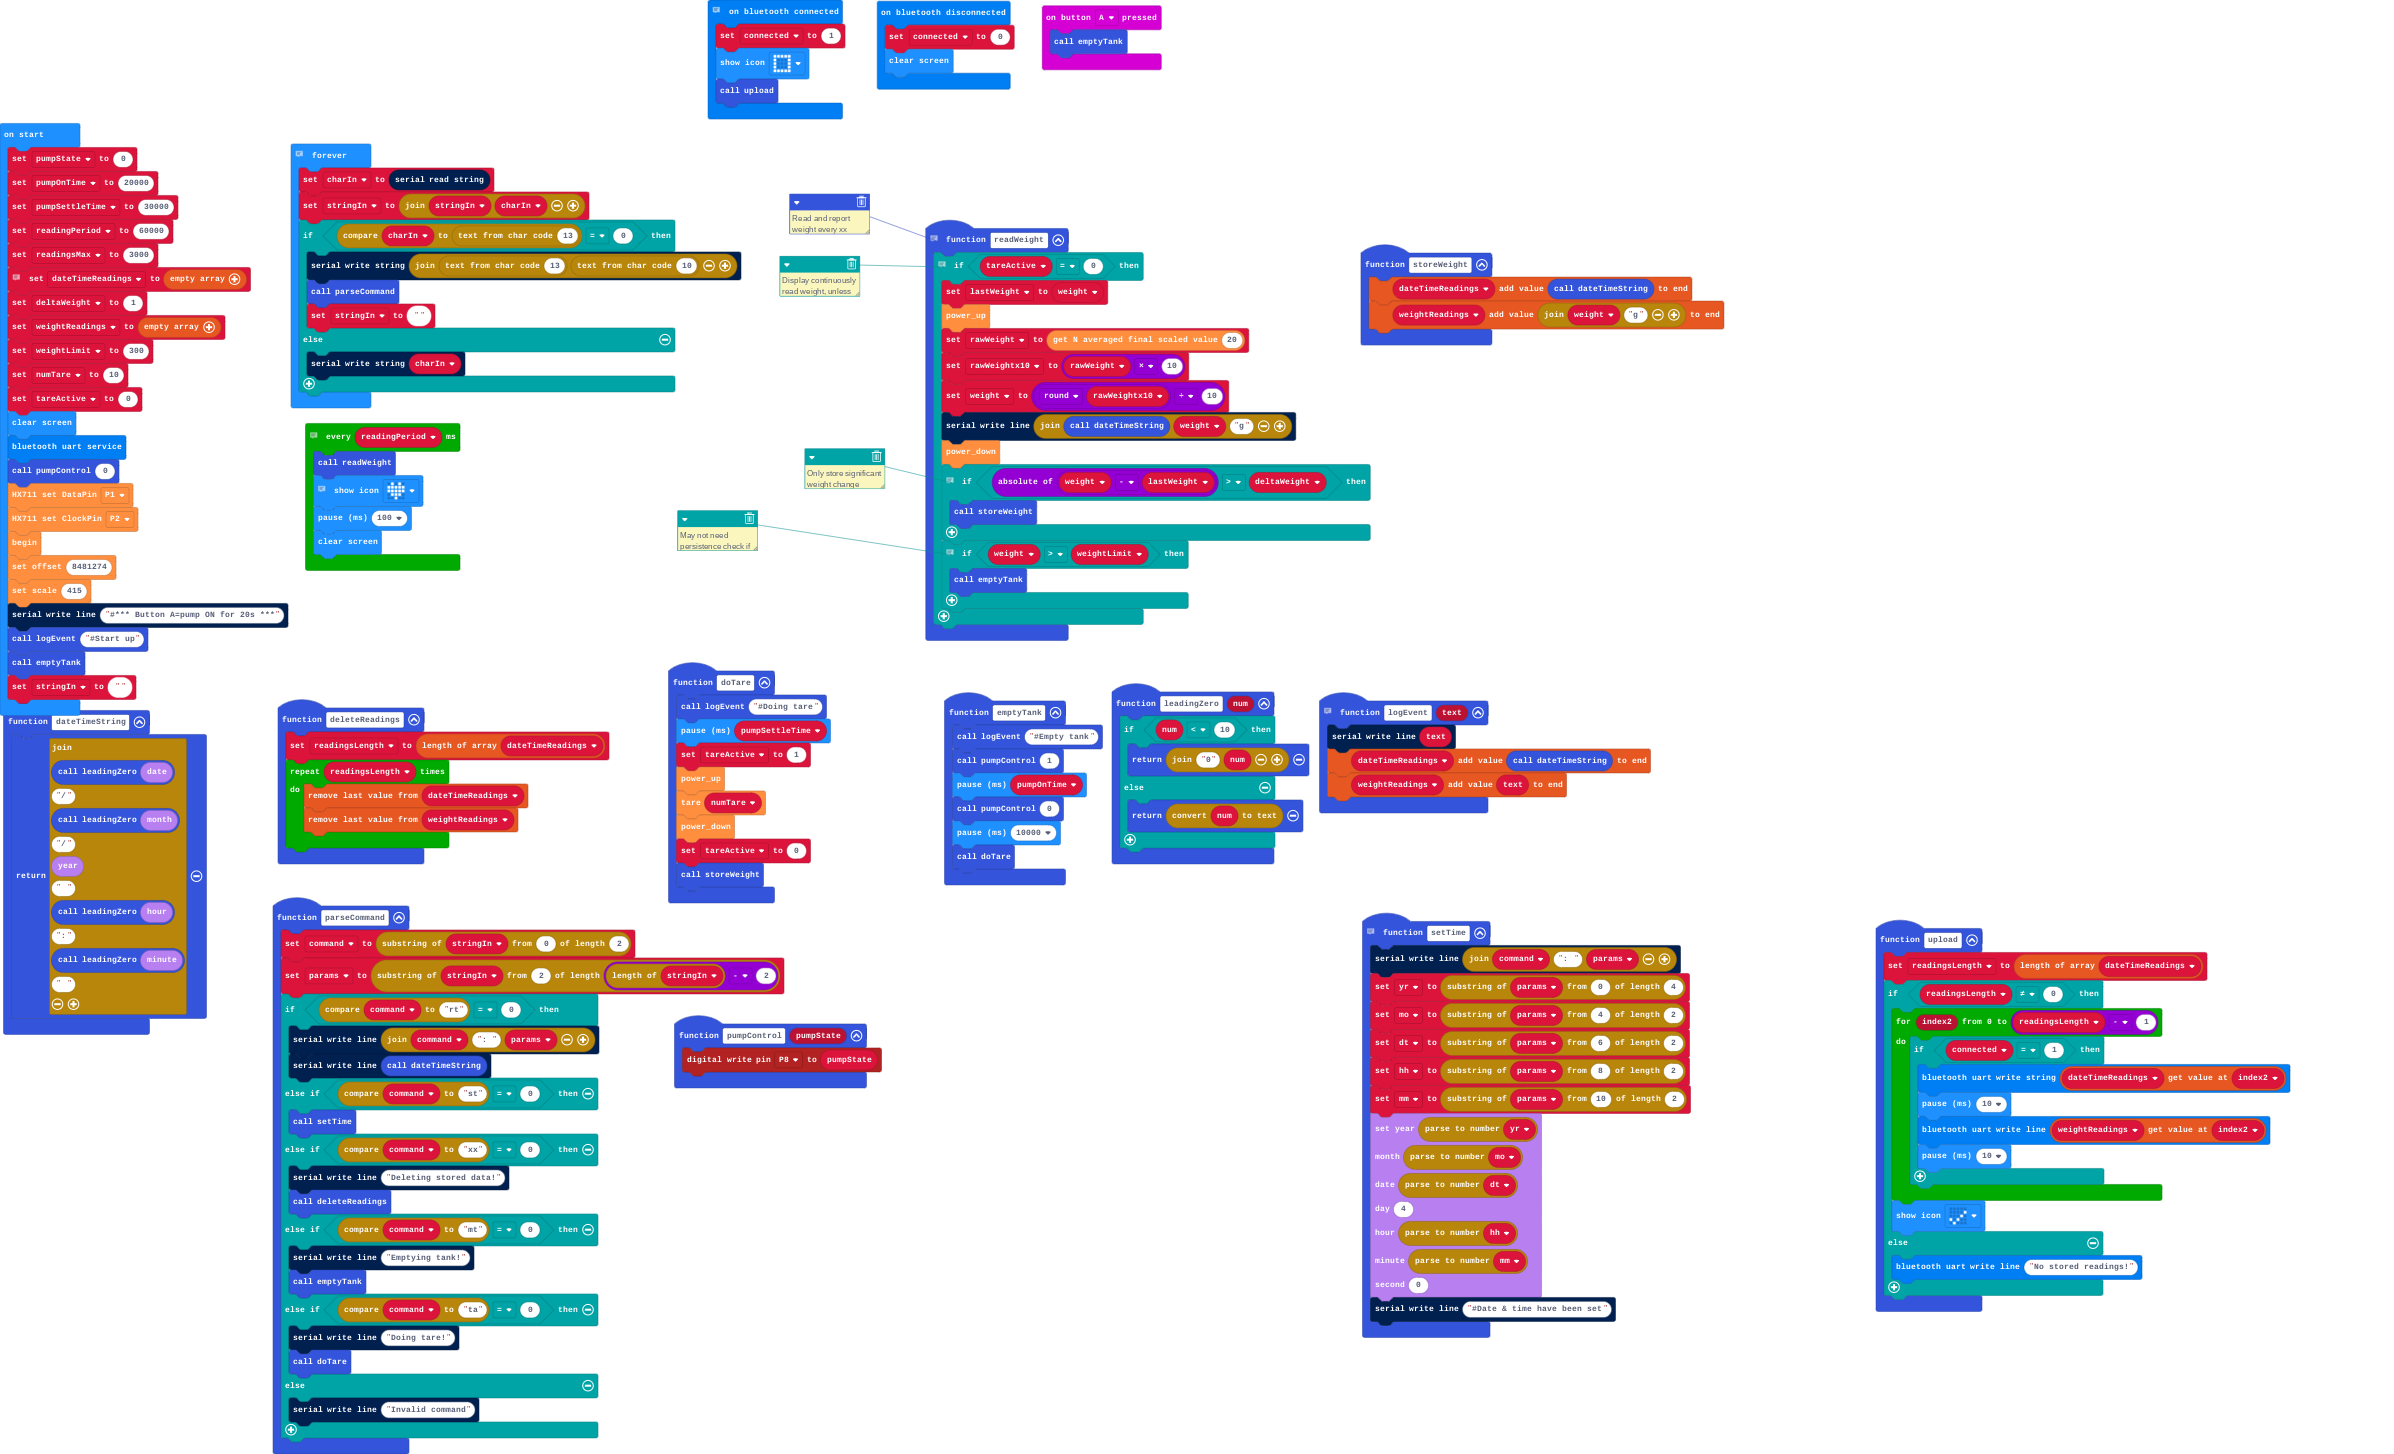 on bluetooth connected
set connected to 1
show icon
call upload
on bluetooth disconnected
set connected to 0
clear screen
on button A pressed
call emptyTank
on start
set pumpState to 0
set pumpOnTime to 20000
set pumpSettleTime to 30000
set readingPeriod to 60000
set readingsMax to 3000
set dateTimeReadings to empty array
set deltaWeight to 1
set weightReadings to empty array
set weightLimit to 300
set numTare to 10
set tareActive to 0
clear screen
bluetooth uart service
call pumpControl 0
HX711 set DataPin P1
HX711 set ClockPin P2
begin
set offset 8481274
set scale 415
serial write line "#*** Button A=pump ON for 20s ***"
call logEvent "#Start up"
call emptyTank
set stringIn to ""
forever
set charIn to serial read string
set stringIn to join stringIn charIn
if compare charIn to text from char code 13 = 0 then
serial write string join text from char code 13 text from char code 10
call parseCommand
set stringIn to ""
else
serial write string charIn
every readingPeriod ms
call readWeight
show icon
pause (ms) 100
clear screen
Read and report
weight every xx
Display continuously
read weight, unless
Only store significant
weight change
May not need
persistence check if
function readWeight
if tareActive = 0 then
set lastWeight to weight
power_up
set rawWeight to get N averaged final scaled value 20
set rawWeightx10 to rawWeight × 10
set weight to round rawWeightx10 ÷ 10
serial write line join call dateTimeString weight "g"
power_down
if absolute of weight - lastWeight > deltaWeight then
call storeWeight
if weight > weightLimit then
call emptyTank
function storeWeight
dateTimeReadings add value call dateTimeString to end
weightReadings add value join weight "g" to end
function dateTimeString
join
call leadingZero date
"/"
call leadingZero month
"/"
year
return
" "
call leadingZero hour
":"
call leadingZero minute
" "
function deleteReadings
set readingsLength to length of array dateTimeReadings
repeat readingsLength times
do remove last value from dateTimeReadings
remove last value from weightReadings
function doTare
call logEvent "#Doing tare"
pause (ms) pumpSettleTime
set tareActive to 1
power_up
tare numTare
power_down
set tareActive to 0
call storeWeight
function emptyTank
call logEvent "#Empty tank"
call pumpControl 1
pause (ms) pumpOnTime
call pumpControl 0
pause (ms) 10000
call doTare
function leadingZero num
if num < 10 then
return join "0" num
else
return convert num to text
function logEvent text
serial write line text
dateTimeReadings add value call dateTimeString to end
weightReadings add value text to end
function parseCommand
set command to substring of stringIn from 0 of length 2
set params to substring of stringIn from 2 of length length of stringIn - 2
if compare command to "rt" = 0 then
serial write line join command ": " params
serial write line call dateTimeString
else if compare command to "st" = 0 then
call setTime
else if compare command to "xx" = 0 then
serial write line "Deleting stored data!"
call deleteReadings
else if compare command to "mt" = 0 then
serial write line "Emptying tank!"
call emptyTank
else if compare command to "ta" = 0 then
serial write line "Doing tare!"
call doTare
else
serial write line "Invalid command"
function pumpControl pumpState
digital write pin P8 to pumpState
function setTime
serial write line join command ": " params
set yr to substring of params from 0 of length 4
set mo to substring of params from 4 of length 2
set dt to substring of params from 6 of length 2
set hh to substring of params from 8 of length 2
set mm to substring of params from 10 of length 2
set year parse to number yr
month parse to number mo
date parse to number dt
day 4
hour parse to number hh
minute parse to number mm
second 0
serial write line "#Date & time have been set"
function upload
set readingsLength to length of array dateTimeReadings
if readingsLength ≠ 0 then
for index2 from 0 to readingsLength - 1
do if connected = 1 then
bluetooth uart write string dateTimeReadings get value at index2
pause (ms) 10
bluetooth uart write line weightReadings get value at index2
pause (ms) 10
show icon
else
bluetooth uart write line "No stored readings!"